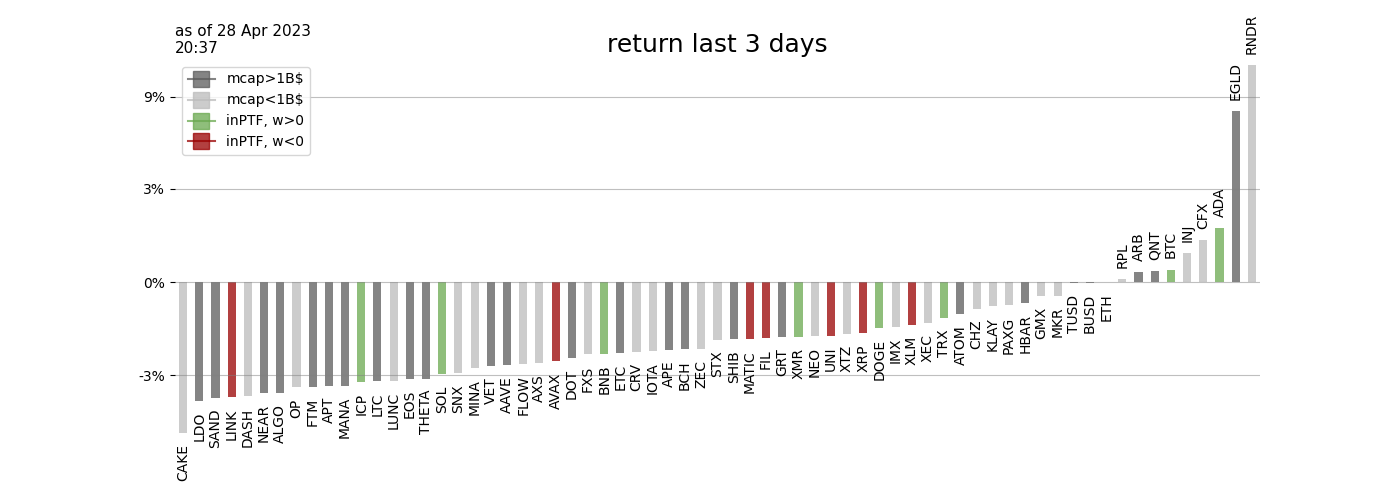 as of 28 Apr 2023
20:37
return last 3 days
mcap>1B$
mcap<1B$
inPTF, w>0
inPTF, w<0
9%
3%
0%
-3%
CAKE
LDO
SAND
LINK
DASH
NEAR
ALGO
OP
FTM
APT
MANA
ICP
LTC
LUNC
EOS
THETA
SOL
SNX
MINA
VET
AAVE
FLOW
AXS
AVAX
DOT
FXS
BNB
ETC
CRV
IOTA
APE
BCH
ZEC
STX
SHIB
MATIC
FIL
GRT
XMR
NEO
UNI
XTZ
XRP
DOGE
IMX
XLM
XEC
TRX
ATOM
CHZ
KLAY
PAXG
HBAR
GMX
MKR
TUSD
BUSD
ETH
RPL
ARB
QNT
BTC
INJ
CFX
ADA
EGLD
RNDR